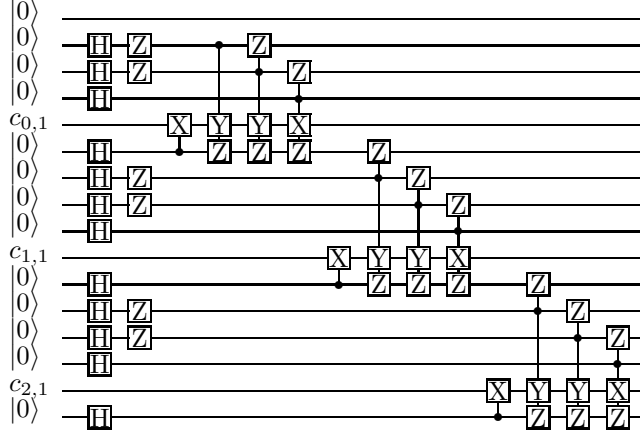 |0⟩
|0⟩ H Z Z
|0⟩ H Z Z
|0⟩ H
c0,1 X Y Y X
|0⟩ H Z Z Z Z
|0⟩ H Z Z
|0⟩ H Z Z
|0⟩ H
c1,1 X Y Y X
|0⟩ H Z Z Z Z
|0⟩ H Z Z
|0⟩ H Z Z
|0⟩ H
c2,1 X Y Y X
|0⟩ H Z Z Z